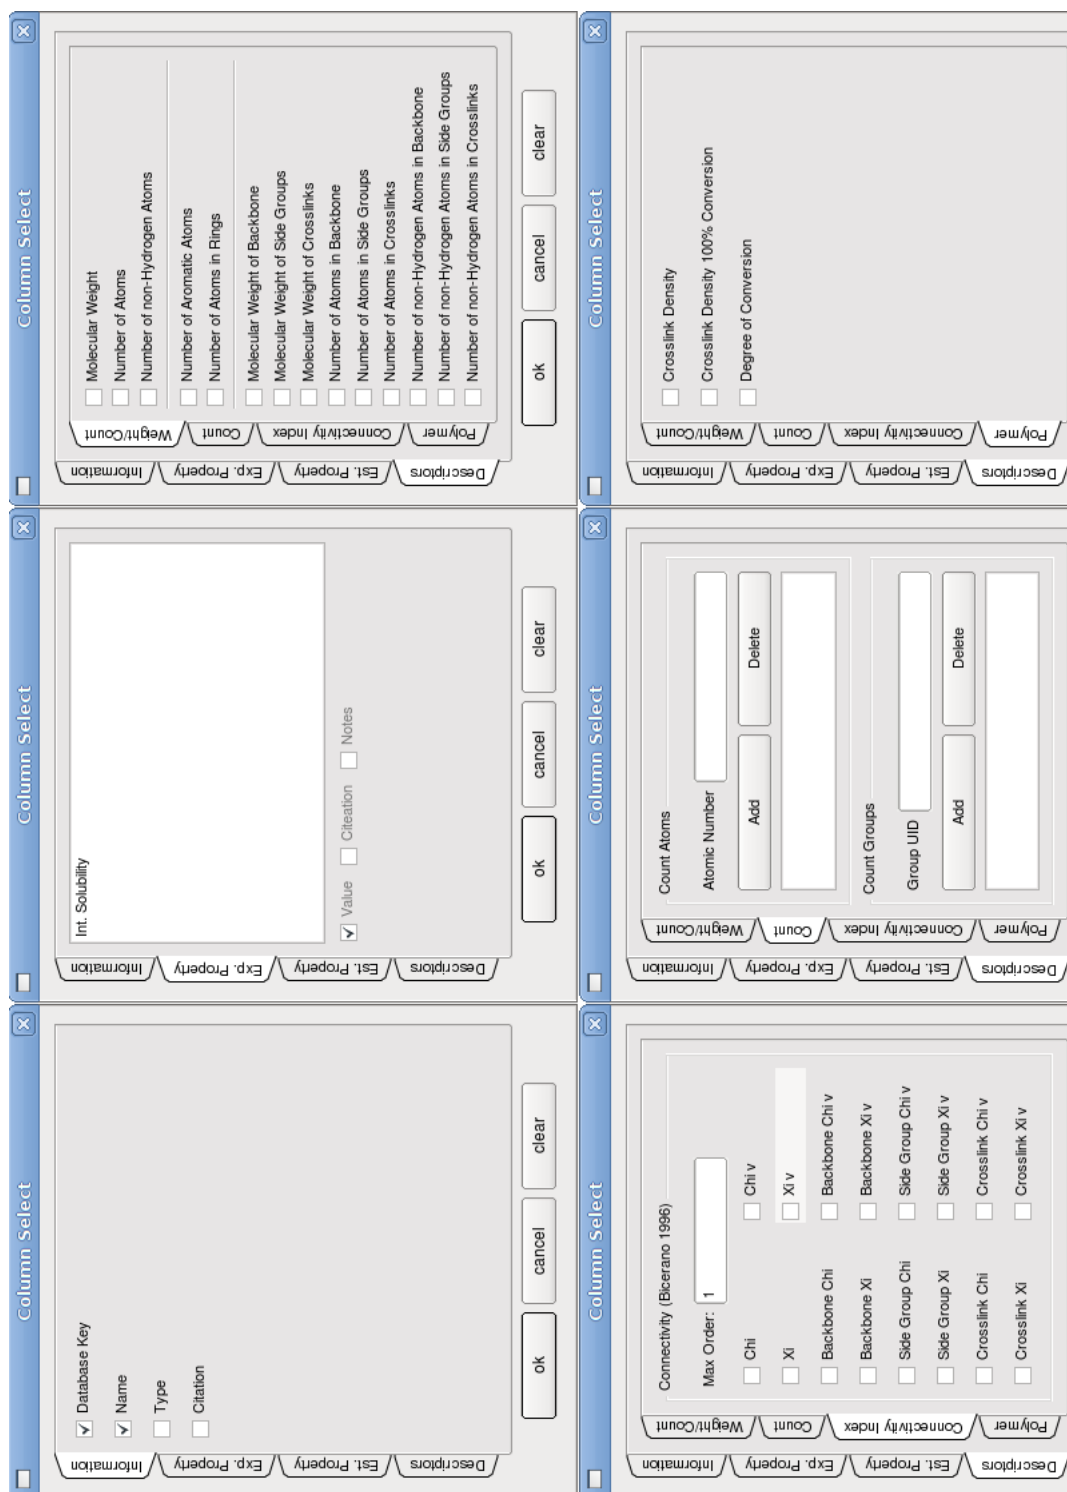 Column Select
Information
Exp. Property
Est. Property
Descriptors
Database Key
Name
Type
Citation
ok
cancel
clear
Column Select
Information
Exp. Property
Est. Property
Descriptors
Int. Solubility
Value Citeation Notes
ok
cancel
clear
Column Select
Information
Exp. Property
Est. Property
Descriptors
Weight/Count
Count
Connectivity Index
Polymer
Molecular Weight
Number of Atoms
Number of non-Hydrogen Atoms
Number of Aromatic Atoms
Number of Atoms in Rings
Molecular Weight of Backbone
Molecular Weight of Side Groups
Molecular Weight of Crosslinks
Number of Atoms in Backbone
Number of Atoms in Side Groups
Number of Atoms in Crosslinks
Number of non-Hydrogen Atoms in Backbone
Number of non-Hydrogen Atoms in Side Groups
Number of non-Hydrogen Atoms in Crosslinks
ok
cancel
clear
Column Select
Information
Exp. Property
Est. Property
Descriptors
Weight/Count
Count
Connectivity Index
Polymer
Connectivity (Bicerano 1996)
Max Order: 1
Chi Chi v
Xi Xi v
Backbone Chi Backbone Chi v
Backbone Xi Backbone Xi v
Side Group Chi Side Group Chi v
Side Group Xi Side Group Xi v
Crosslink Chi Crosslink Chi v
Crosslink Xi Crosslink Xi v
Column Select
Information
Exp. Property
Est. Property
Descriptors
Weight/Count
Count
Connectivity Index
Polymer
Count Atoms
Atomic Number
Add Delete
Count Groups
Group UID
Add Delete
Column Select
Information
Exp. Property
Est. Property
Descriptors
Weight/Count
Count
Connectivity Index
Polymer
Crosslink Density
Crosslink Density 100% Conversion
Degree of Conversion